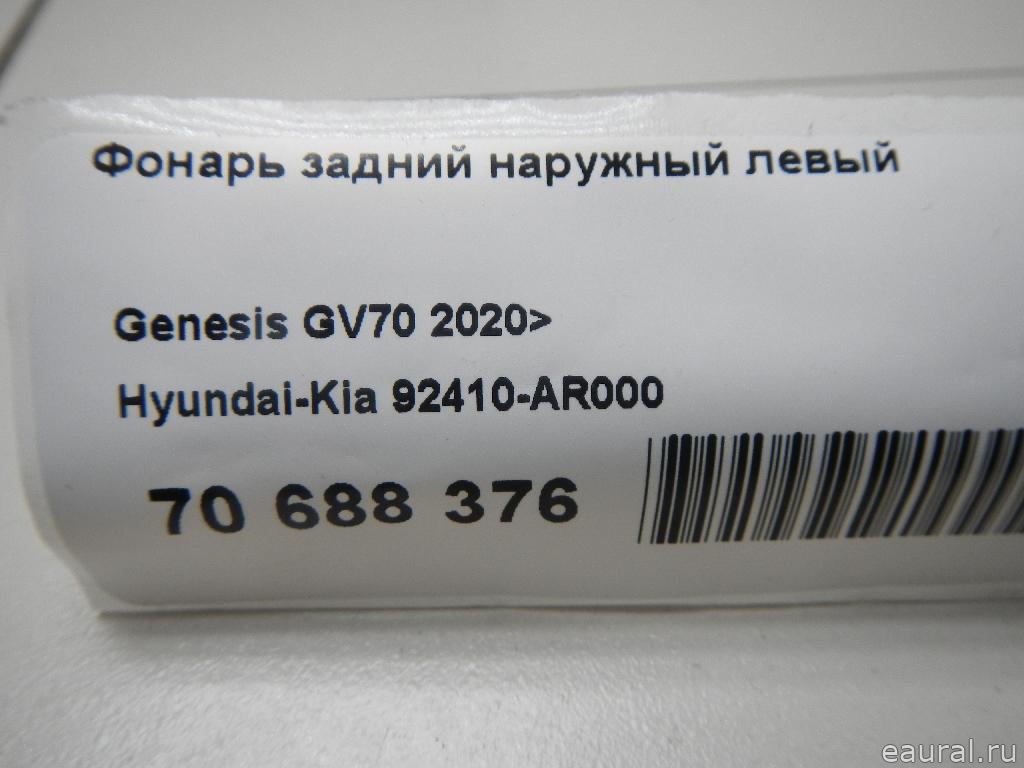 Фонарь задний наружный левый
Genesis GV70 2020>
Hyundai-Kia 92410-AR000
70 688 376
eaural.ru